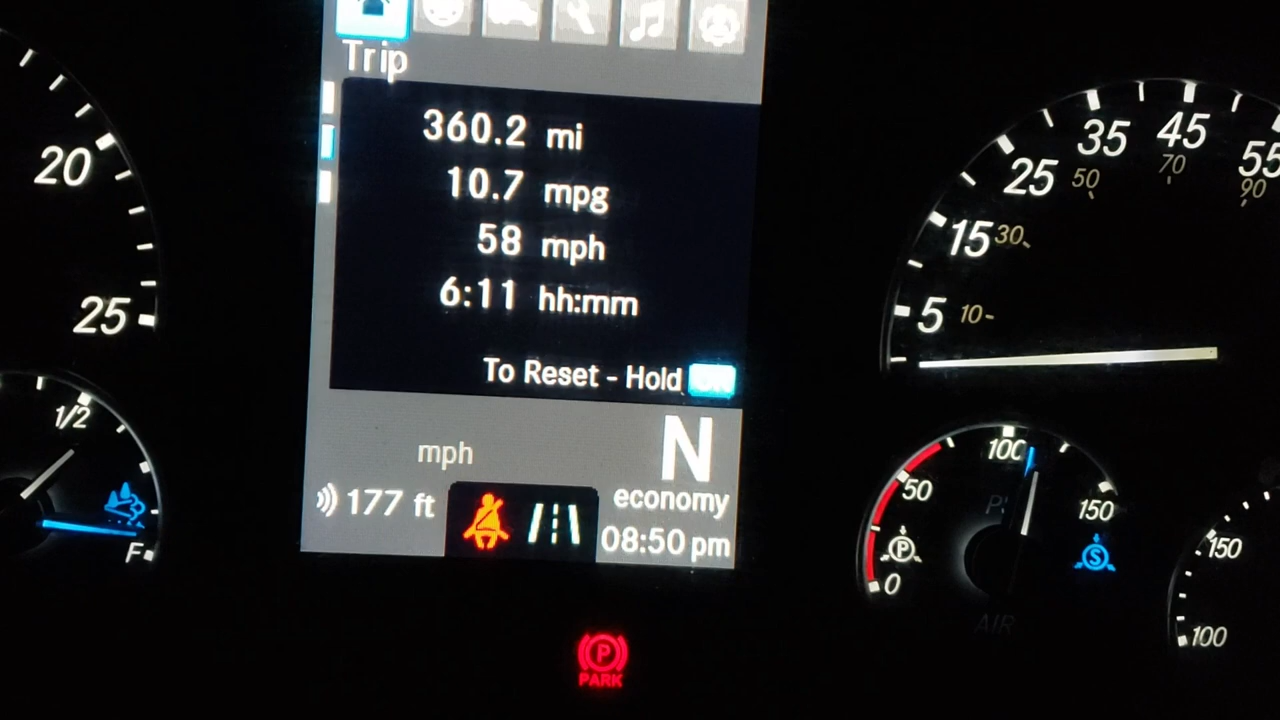 Trip
360.2 mi
10.7 mpg
58 mph
6:11 hh:mm
To Reset - Hold
mph
N
177 ft
economy
08:50 pm
P
PARK
20
25
1/2
F
5
15
25
35
45
55
10
30
50
70
90
0
50
100
150
P
S
AIR
150
100